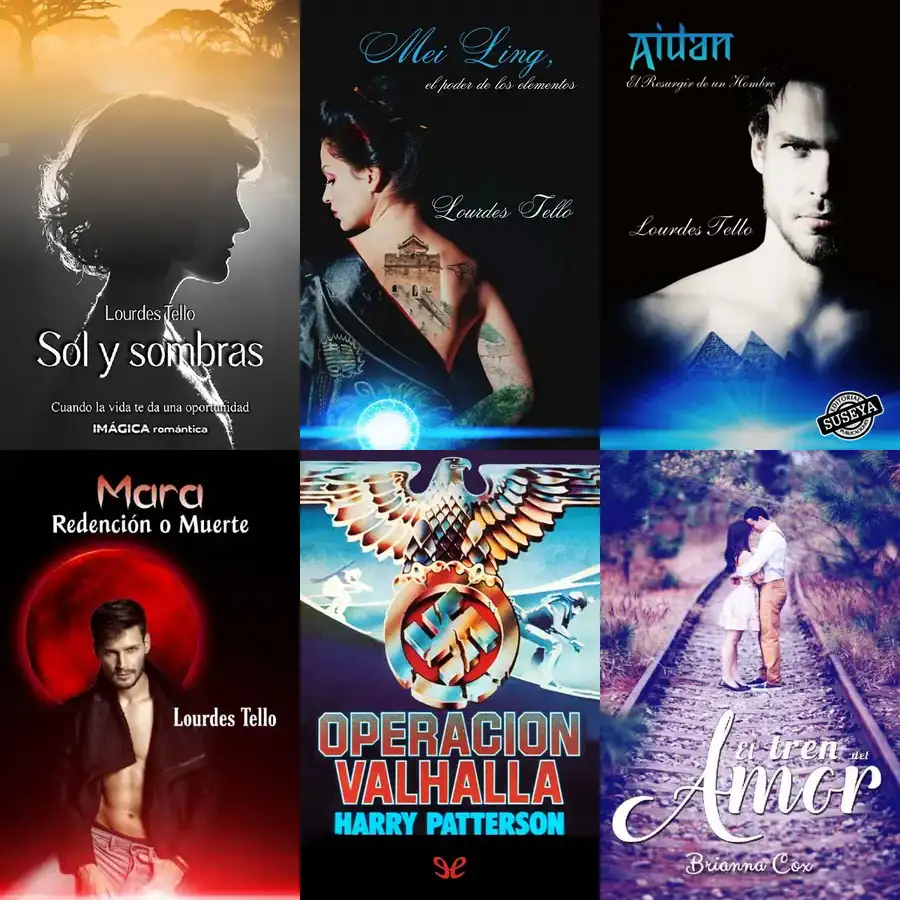 Lourdes Tello
Sol y sombras
Cuando la vida te da una oportunidad
IMÁGICA romántica
Mei Ling,
el poder de los elementos
Lourdes Tello
Aidan
El Resurgir de un Hombre
Lourdes Tello
EDITORIAL
SUSEYA
Mara
Redención o Muerte
Lourdes Tello
OPERACION
VALHALLA
HARRY PATTERSON
El tren del
Amor
Brianna Cox